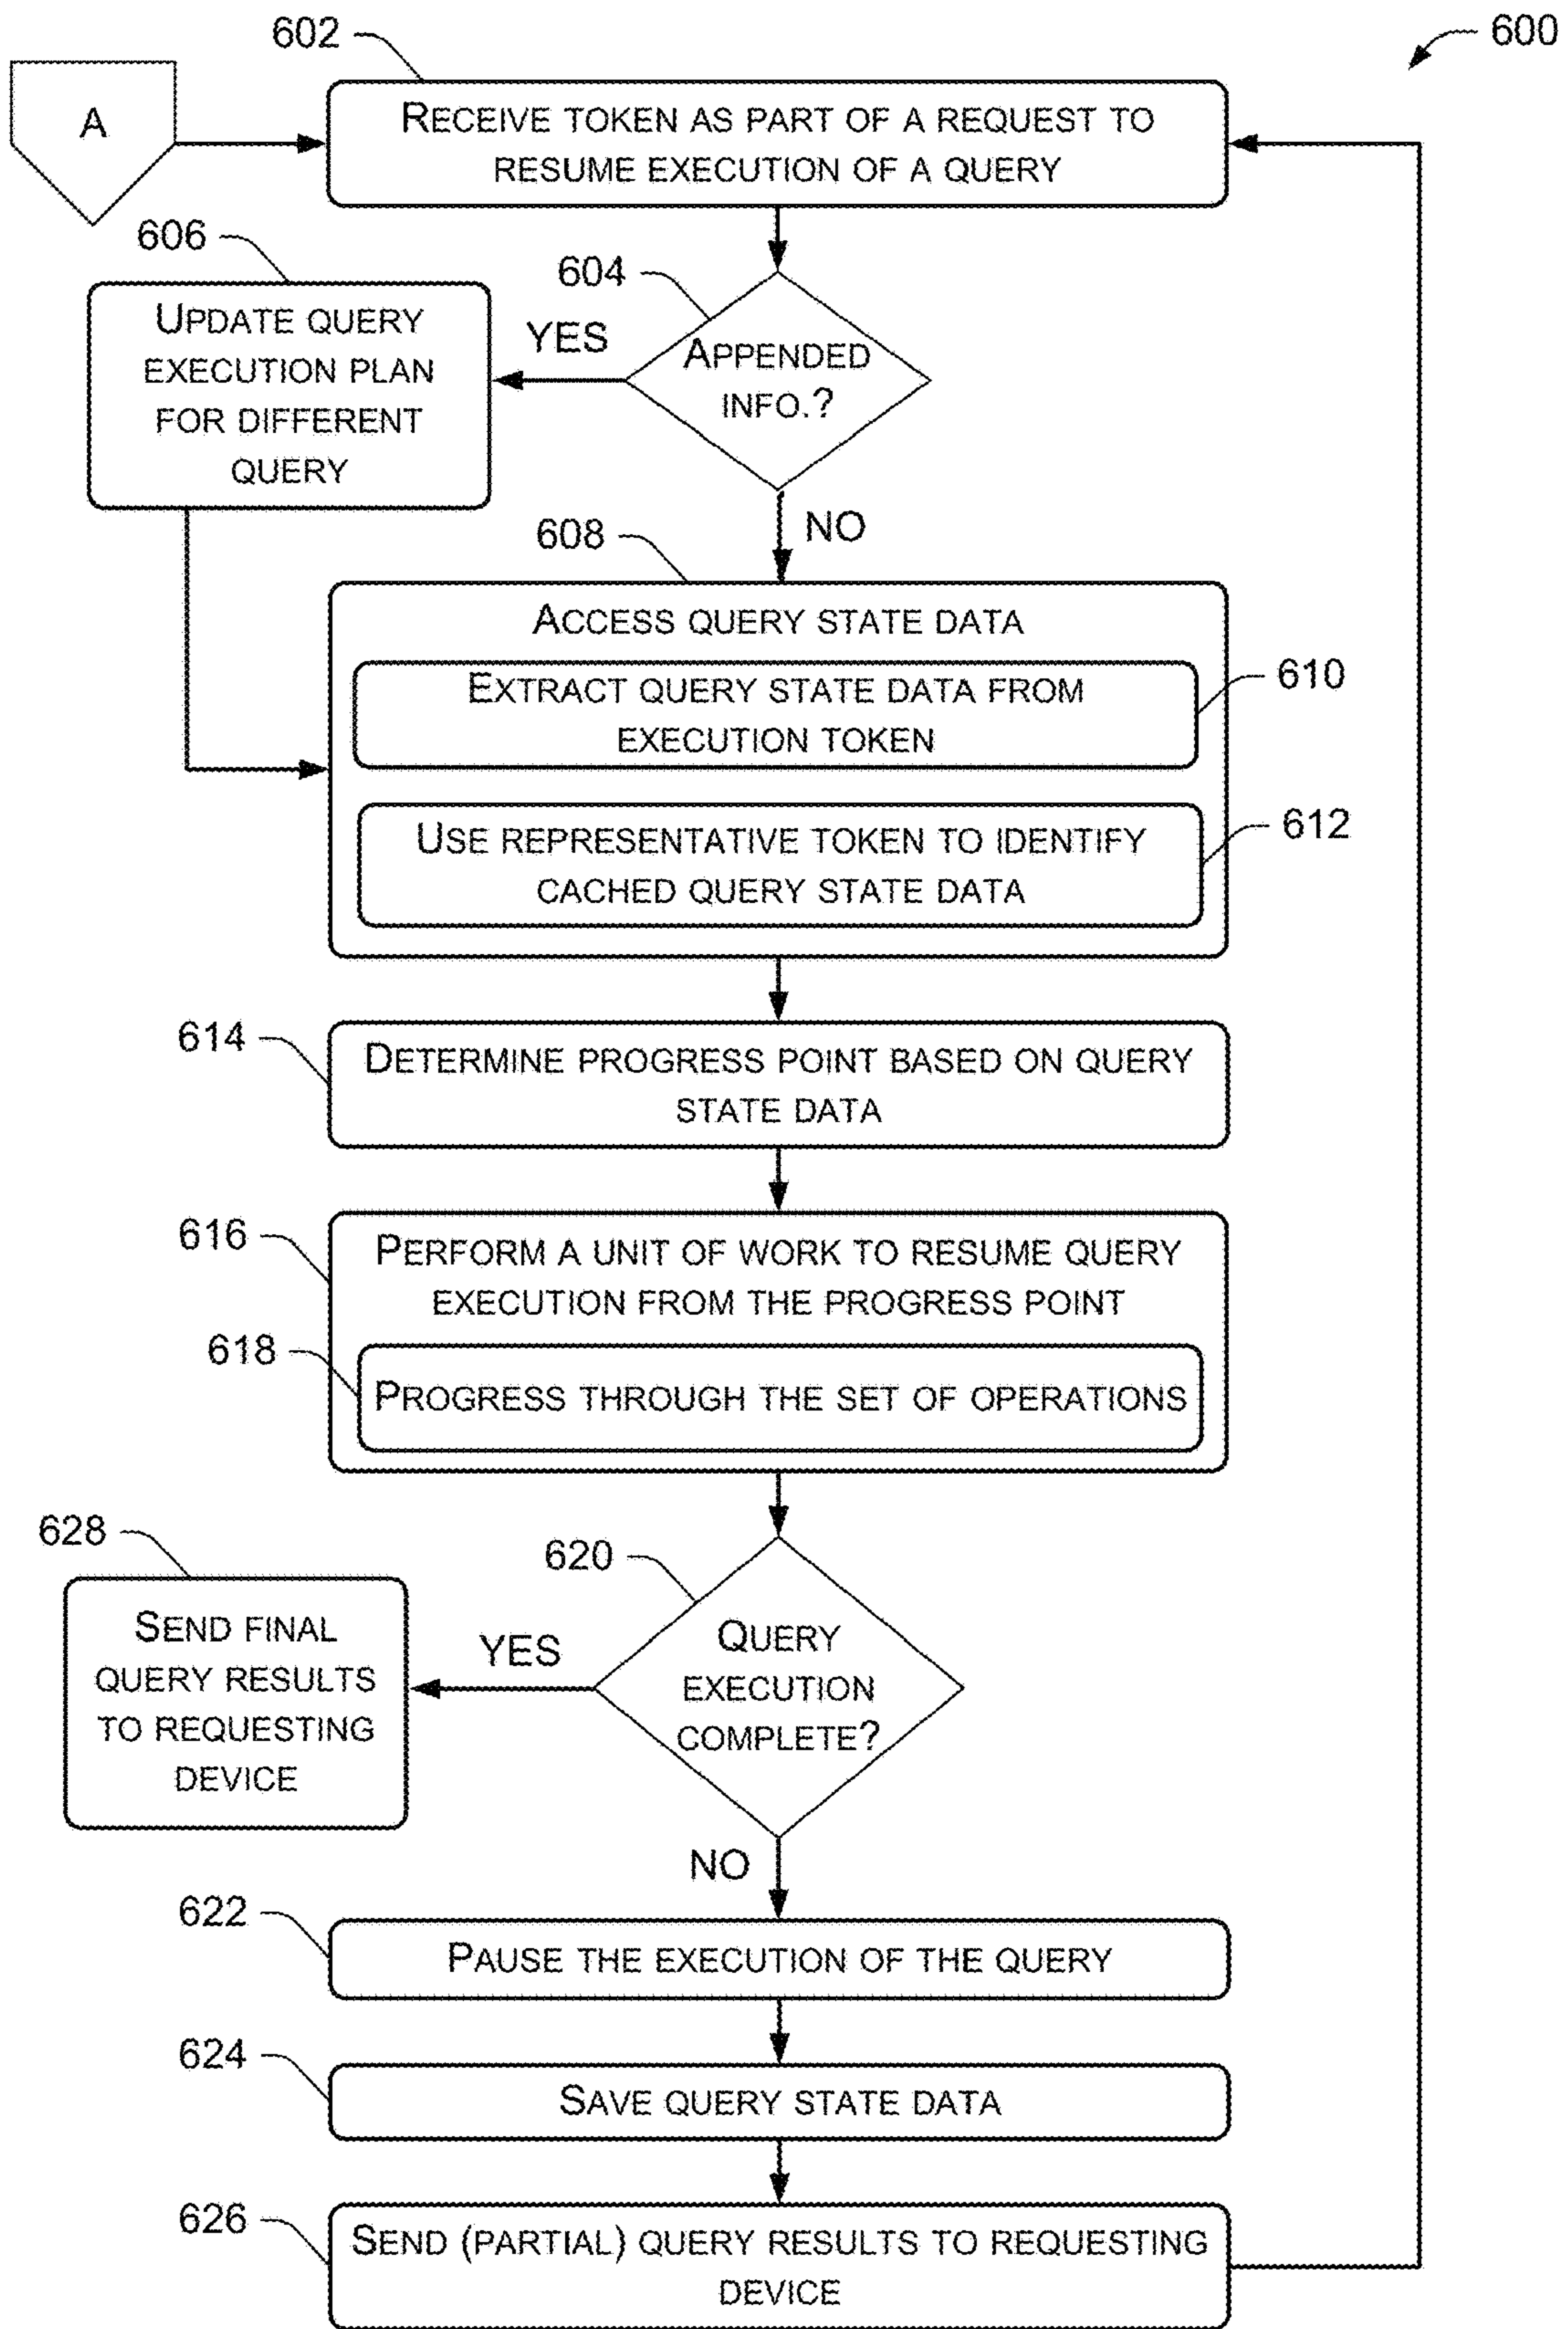 602
600
A
RECEIVE TOKEN AS PART OF A REQUEST TO
RESUME EXECUTION OF A QUERY
606
604
UPDATE QUERY
EXECUTION PLAN
FOR DIFFERENT
QUERY
YES
APPENDED
INFO.?
NO
608
ACCESS QUERY STATE DATA
EXTRACT QUERY STATE DATA FROM
EXECUTION TOKEN
610
USE REPRESENTATIVE TOKEN TO IDENTIFY
CACHED QUERY STATE DATA
612
614
DETERMINE PROGRESS POINT BASED ON QUERY
STATE DATA
616
PERFORM A UNIT OF WORK TO RESUME QUERY
EXECUTION FROM THE PROGRESS POINT
618
PROGRESS THROUGH THE SET OF OPERATIONS
628
620
SEND FINAL
QUERY RESULTS
TO REQUESTING
DEVICE
YES
QUERY
EXECUTION
COMPLETE?
NO
622
PAUSE THE EXECUTION OF THE QUERY
624
SAVE QUERY STATE DATA
626
SEND (PARTIAL) QUERY RESULTS TO REQUESTING
DEVICE